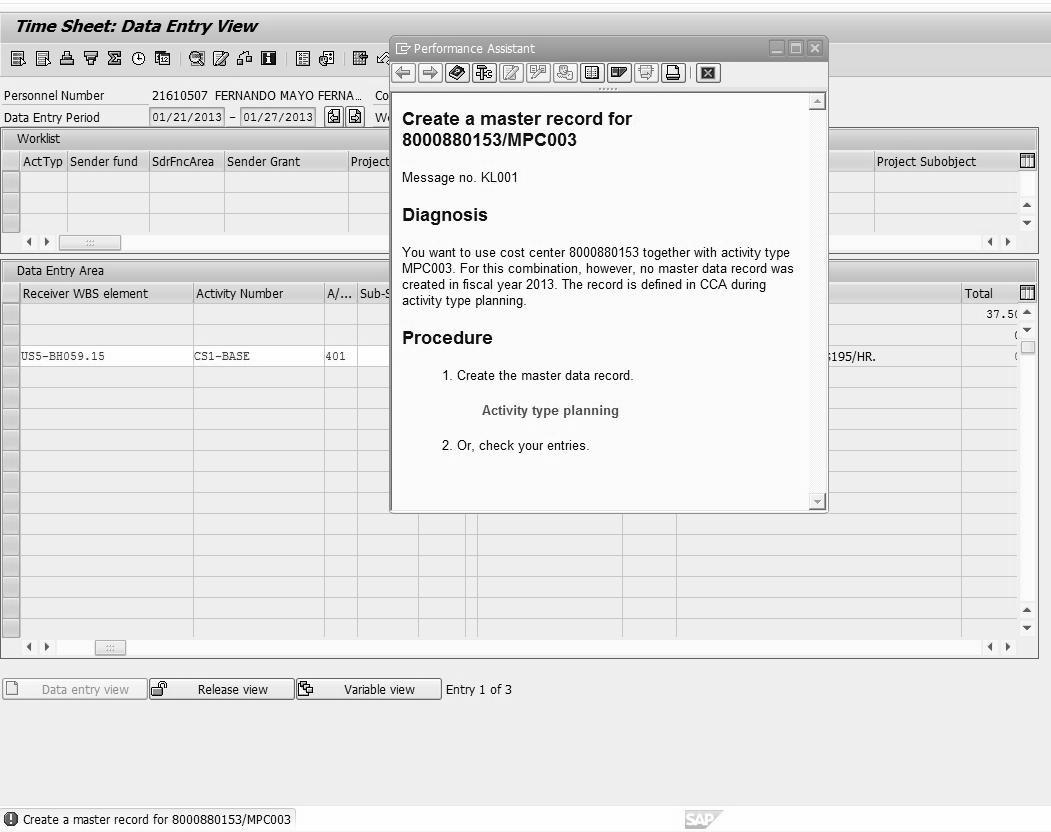 Time Sheet: Data Entry View
Performance Assistant
Personnel Number 21610507 FERNANDO MAYO FERNA... Co
Data Entry Period 01/21/2013 - 01/27/2013 We
Worklist
ActTyp Sender fund SdrFncArea Sender Grant Project Project Subobject
Create a master record for
8000880153/MPC003
Message no. KL001
Diagnosis
You want to use cost center 8000880153 together with activity type
MPC003. For this combination, however, no master data record was
created in fiscal year 2013. The record is defined in CCA during
activity type planning.
Procedure
1. Create the master data record.
Activity type planning
2. Or, check your entries.
Data Entry Area
Receiver WBS element Activity Number A/... Sub-S Total
37.50
US5-BH059.15 CS1-BASE 401 $195/HR.
Data entry view Release view Variable view Entry 1 of 3
Create a master record for 8000880153/MPC003
SAP